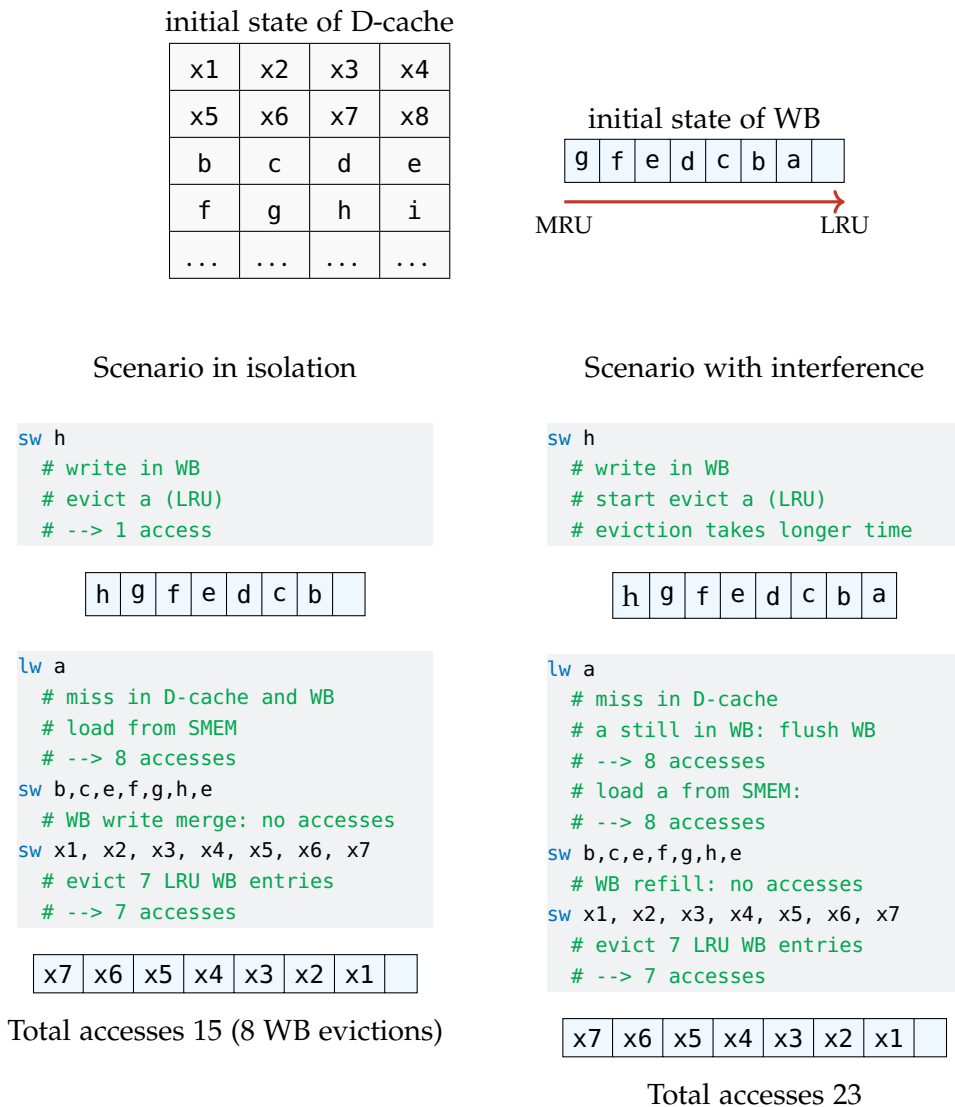 initial state of D-cache
x1 x2 x3 x4
x5 x6 x7 x8
b c d e
f g h i
... ... ... ...
initial state of WB
g f e d c b a
MRU LRU
Scenario in isolation
sw h
# write in WB
# evict a (LRU)
# --> 1 access
h g f e d c b
lw a
# miss in D-cache and WB
# load from SMEM
# --> 8 accesses
sw b,c,e,f,g,h,e
# WB write merge: no accesses
sw x1, x2, x3, x4, x5, x6, x7
# evict 7 LRU WB entries
# --> 7 accesses
x7 x6 x5 x4 x3 x2 x1
Total accesses 15 (8 WB evictions)
Scenario with interference
sw h
# write in WB
# start evict a (LRU)
# eviction takes longer time
h g f e d c b a
lw a
# miss in D-cache
# a still in WB: flush WB
# --> 8 accesses
# load a from SMEM:
# --> 8 accesses
sw b,c,e,f,g,h,e
# WB refill: no accesses
sw x1, x2, x3, x4, x5, x6, x7
# evict 7 LRU WB entries
# --> 7 accesses
x7 x6 x5 x4 x3 x2 x1
Total accesses 23